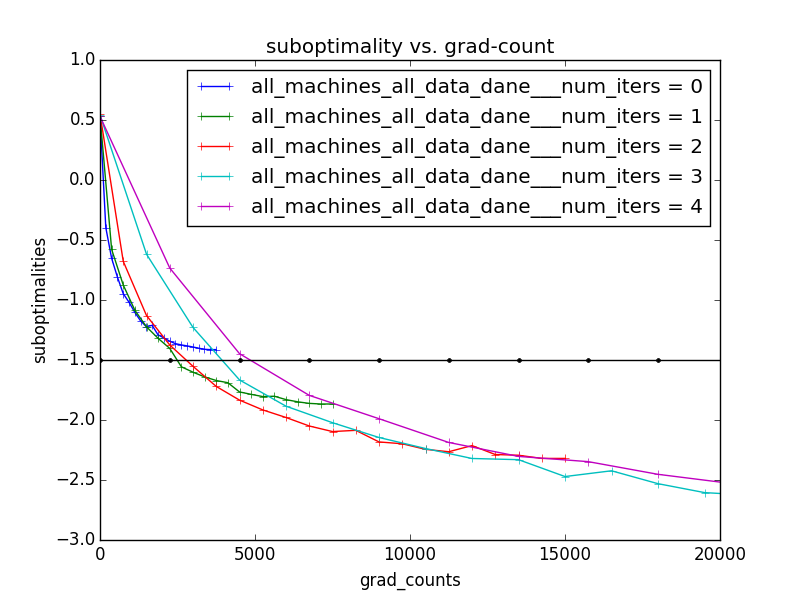 suboptimality vs. grad-count
all_machines_all_data_dane___num_iters = 0
all_machines_all_data_dane___num_iters = 1
all_machines_all_data_dane___num_iters = 2
all_machines_all_data_dane___num_iters = 3
all_machines_all_data_dane___num_iters = 4
1.0
0.5
0.0
−0.5
−1.0
−1.5
−2.0
−2.5
−3.0
suboptimalities
0 5000 10000 15000 20000
grad_counts